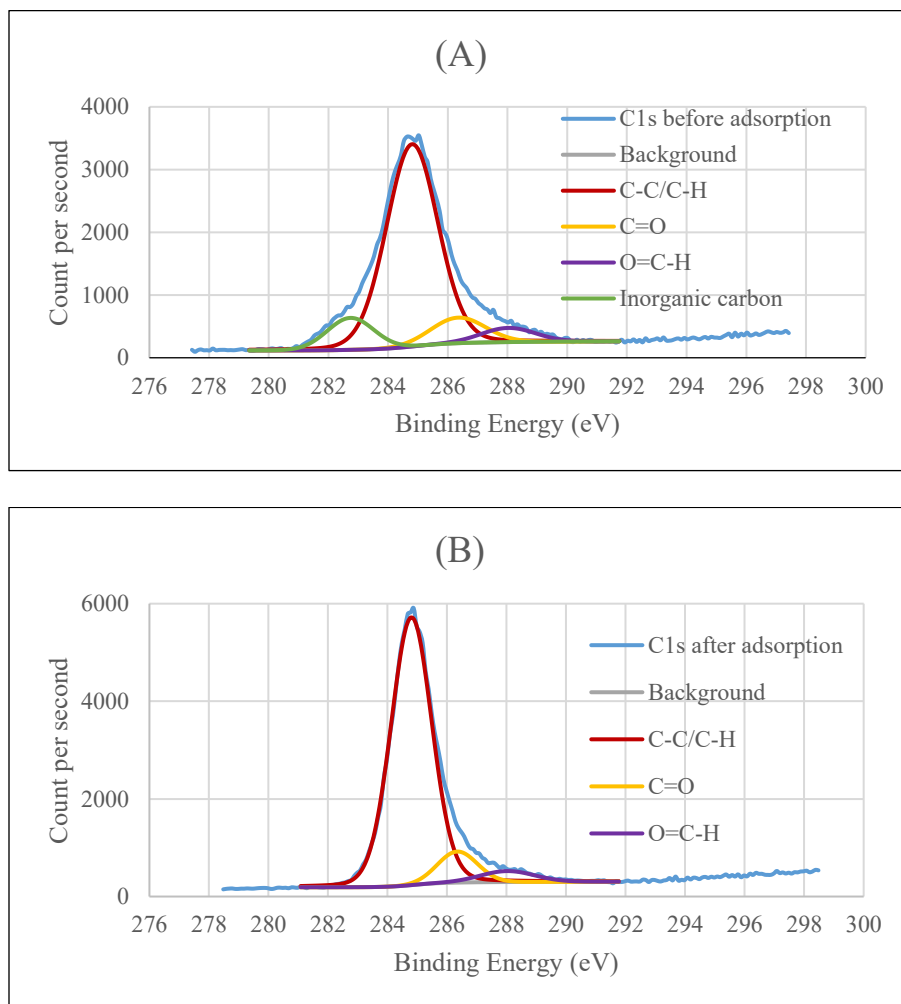 (A)
4000
3000
2000
1000
0
Count per second
C1s before adsorption
Background
C-C/C-H
C=O
O=C-H
Inorganic carbon
276 278 280 282 284 286 288 290 292 294 296 298 300
Binding Energy (eV)
(B)
6000
4000
2000
0
Count per second
C1s after adsorption
Background
C-C/C-H
C=O
O=C-H
276 278 280 282 284 286 288 290 292 294 296 298 300
Binding Energy (eV)